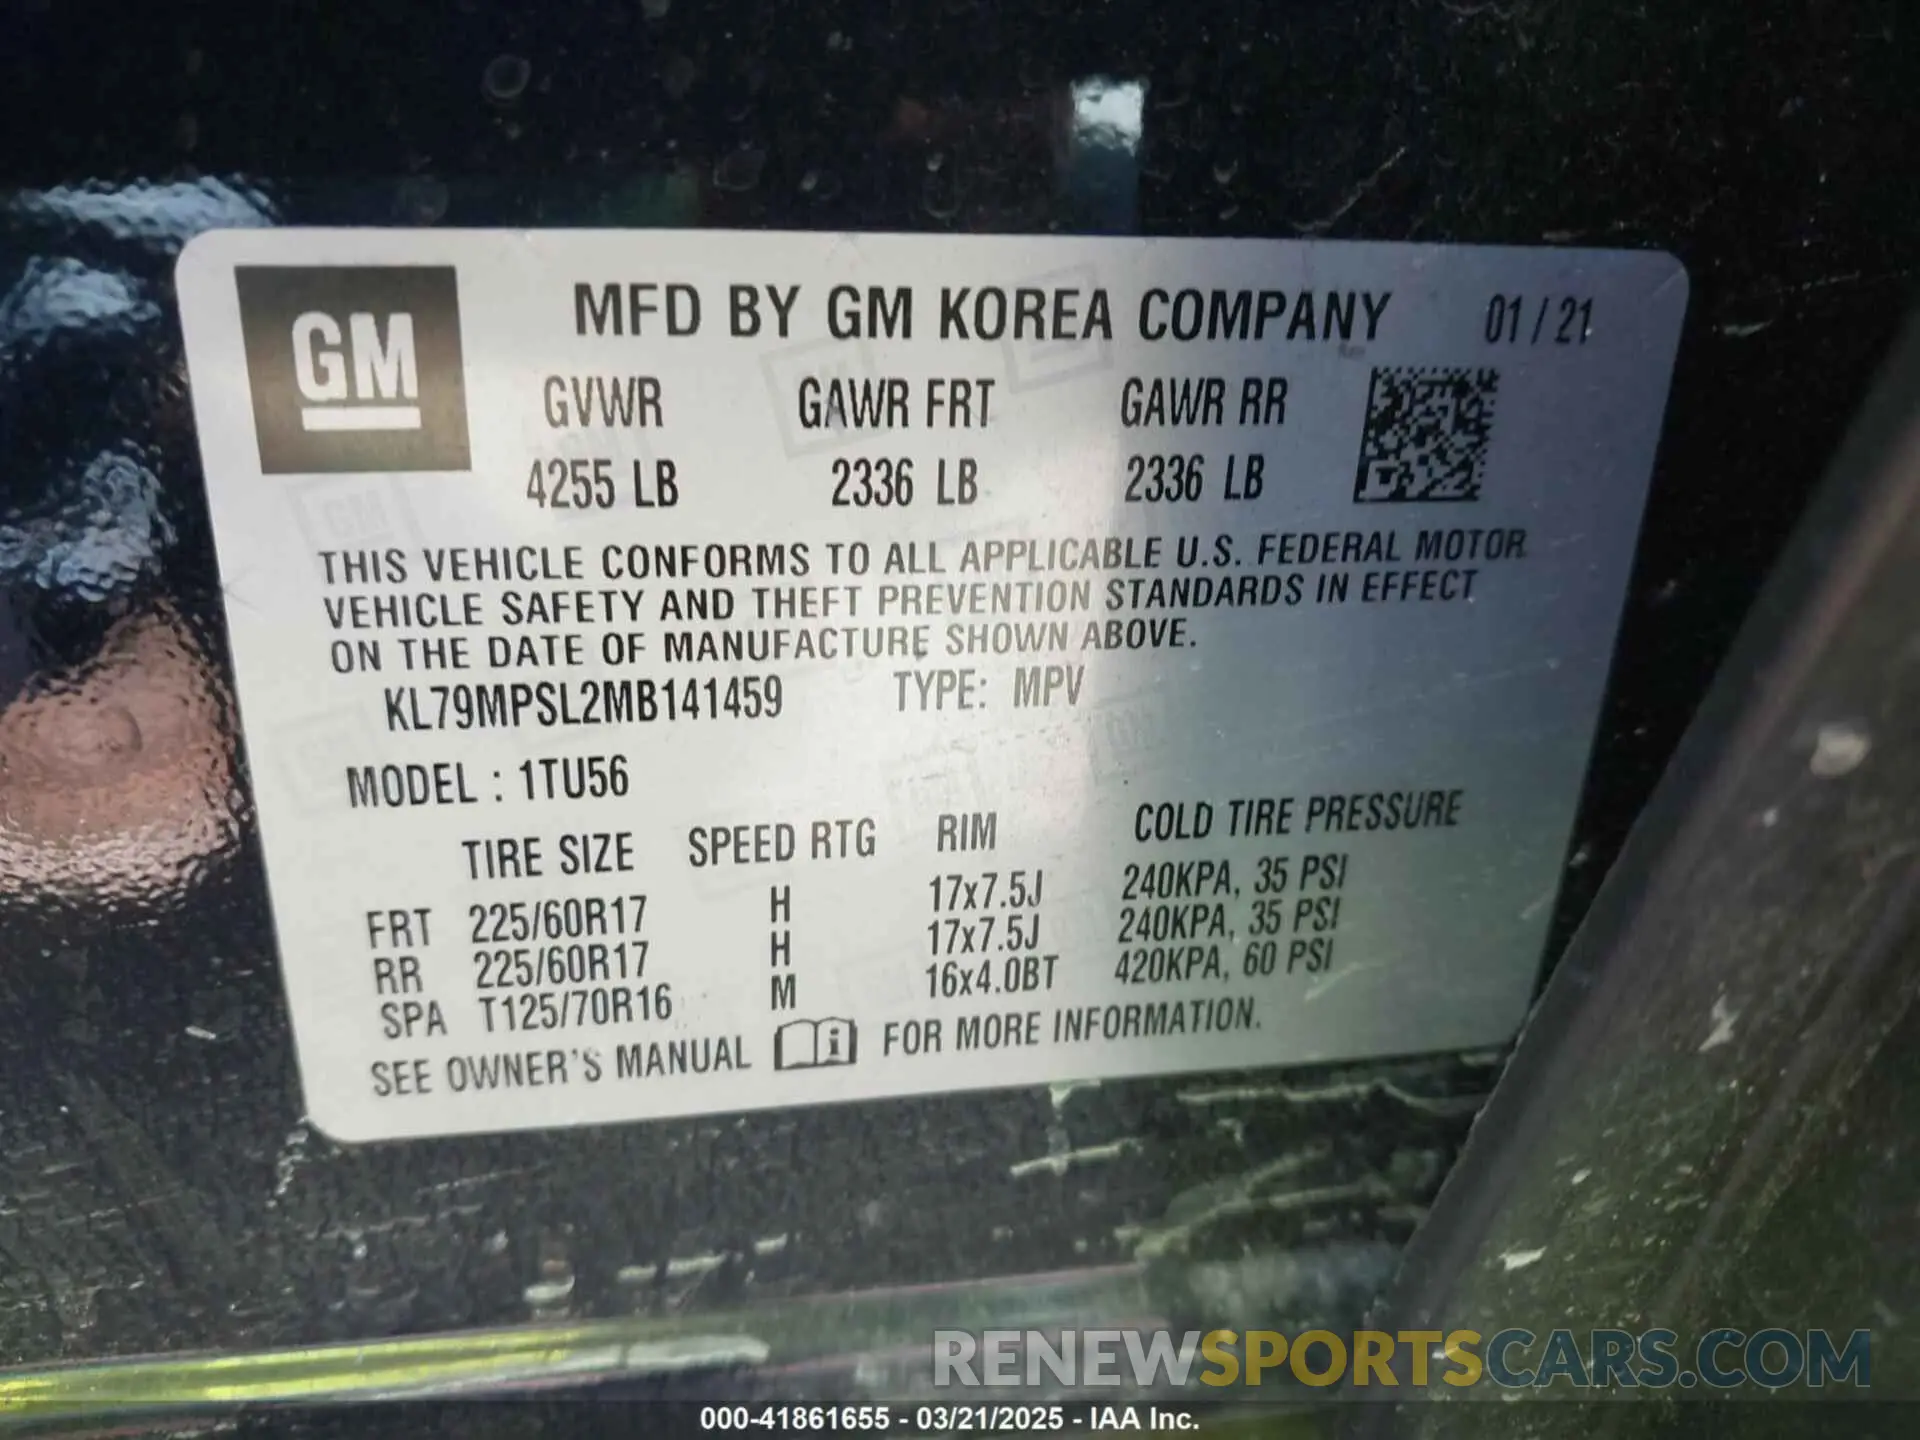 GM
MFD BY GM KOREA COMPANY 01 / 21
GVWR GAWR FRT GAWR RR
4255 LB 2336 LB 2336 LB
THIS VEHICLE CONFORMS TO ALL APPLICABLE U.S. FEDERAL MOTOR
VEHICLE SAFETY AND THEFT PREVENTION STANDARDS IN EFFECT
ON THE DATE OF MANUFACTURE SHOWN ABOVE.
KL79MPSL2MB141459 TYPE: MPV
MODEL : 1TU56
TIRE SIZE SPEED RTG RIM COLD TIRE PRESSURE
FRT 225/60R17 H 17x7.5J 240KPA, 35 PSI
RR 225/60R17 H 17x7.5J 240KPA, 35 PSI
SPA T125/70R16 M 16x4.0BT 420KPA, 60 PSI
SEE OWNER'S MANUAL i FOR MORE INFORMATION.
RENEWSPORTSCARS.COM
000-41861655 - 03/21/2025 - IAA Inc.